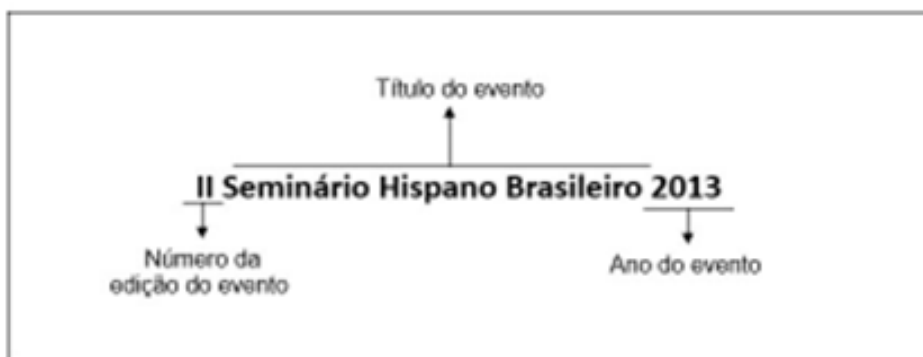 Título do evento
II Seminário Hispano Brasileiro 2013
Número da
edição do evento
Ano do evento